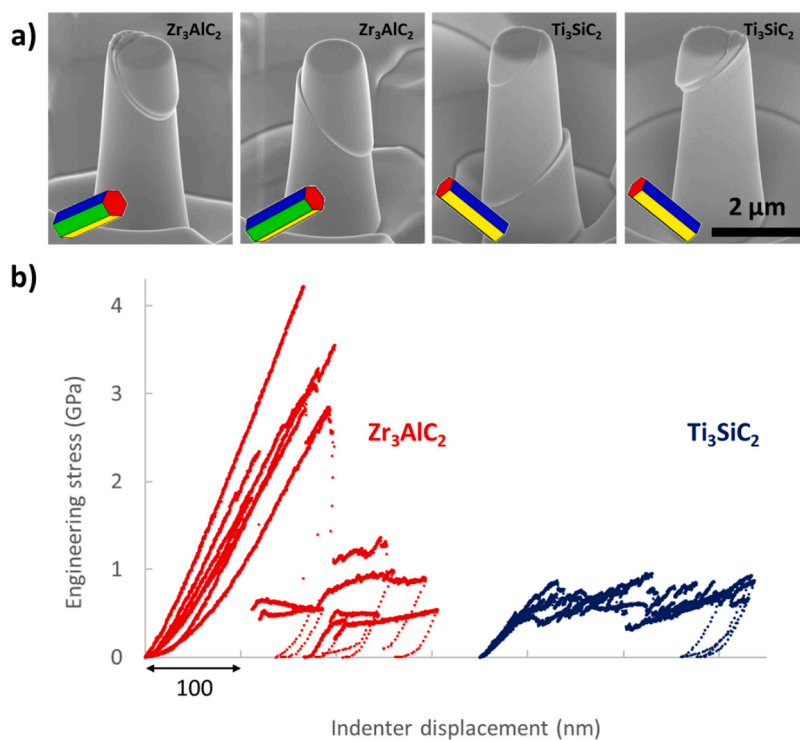 a)
Zr₃AlC₂
Zr₃AlC₂
Ti₃SiC₂
Ti₃SiC₂
2 μm
b)
Engineering stress (GPa)
4
3
2
1
0
Zr₃AlC₂
Ti₃SiC₂
100
Indenter displacement (nm)